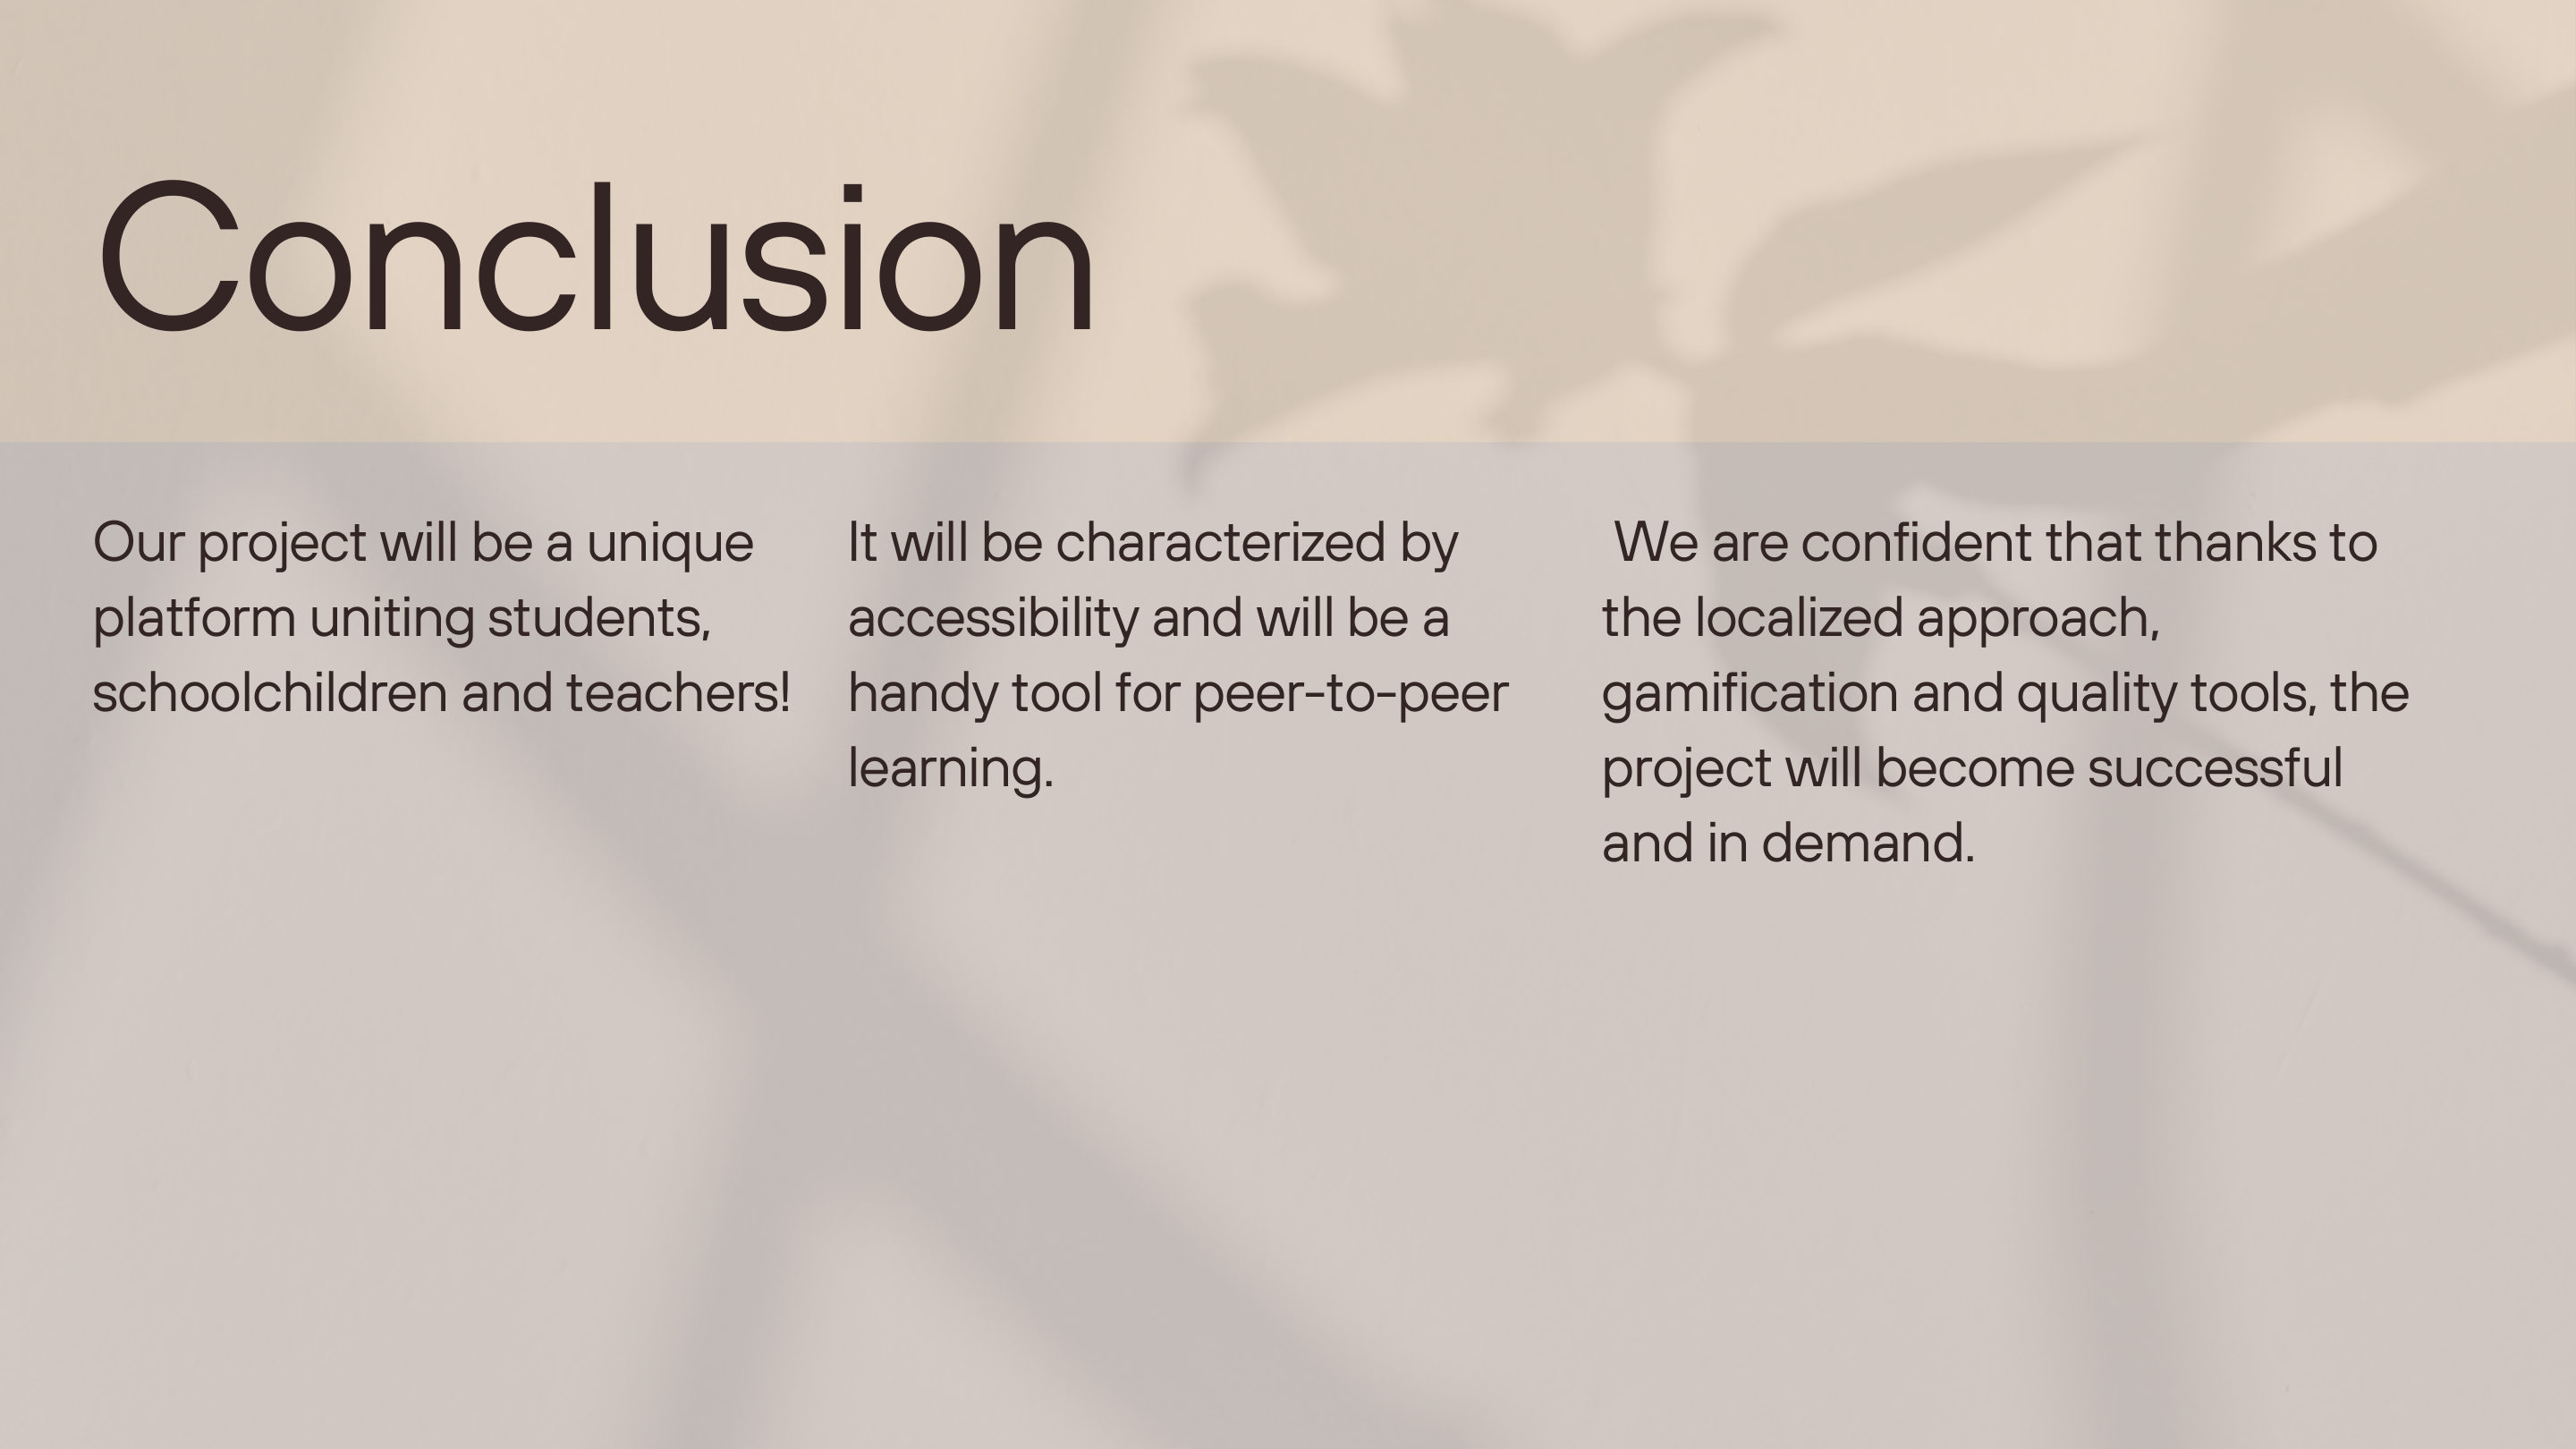 Conclusion
Our project will be a unique
platform uniting students,
schoolchildren and teachers!
It will be characterized by
accessibility and will be a
handy tool for peer-to-peer
learning.
We are confident that thanks to
the localized approach,
gamification and quality tools, the
project will become successful
and in demand.